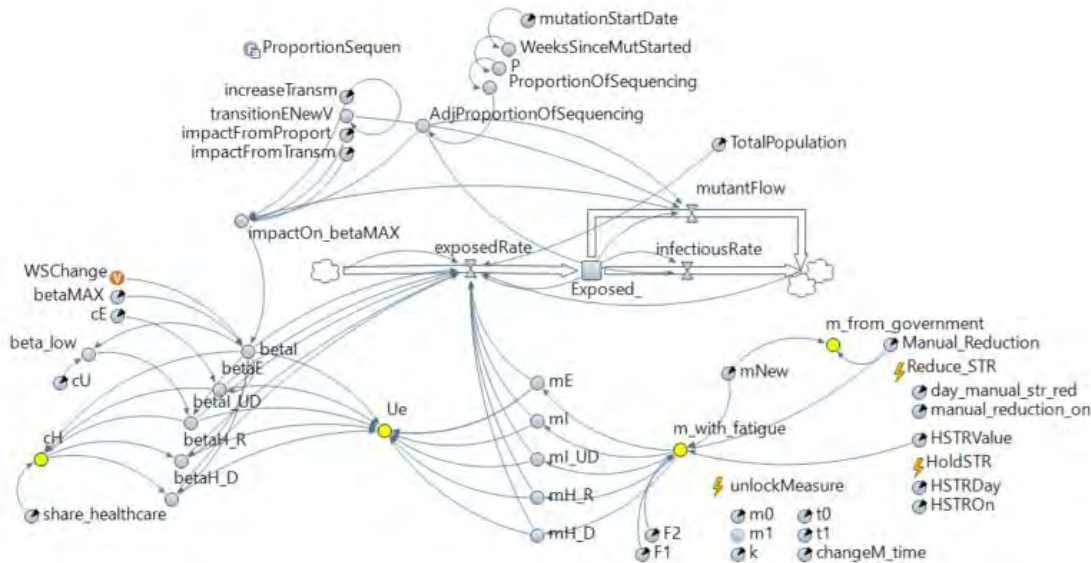 mutationStartDate
ProportionSequen
WeeksSinceMutStarted
P
ProportionOfSequencing
increaseTransm
transitionENewV
AdjProportionOfSequencing
impactFromProport
impactFromTransm
TotalPopulation
mutantFlow
impactOn_betaMAX
exposedRate
infectiousRate
WSChange
V
Exposed_
betaMAX
cE
m_from_government
beta_low
betaI
Manual_Reduction
betaE
Reduce_STR
cU
mE
mNew
day_manual_str_red
betaI_UD
Ue
manual_reduction_on
cH
betaH_R
mI
m_with_fatigue
HSTRValue
mI_UD
HoldSTR
betaH_D
unlockMeasure
HSTRDay
share_healthcare
mH_R
m0
t0
HSTROn
mH_D
F2
m1
t1
F1
k
changeM_time